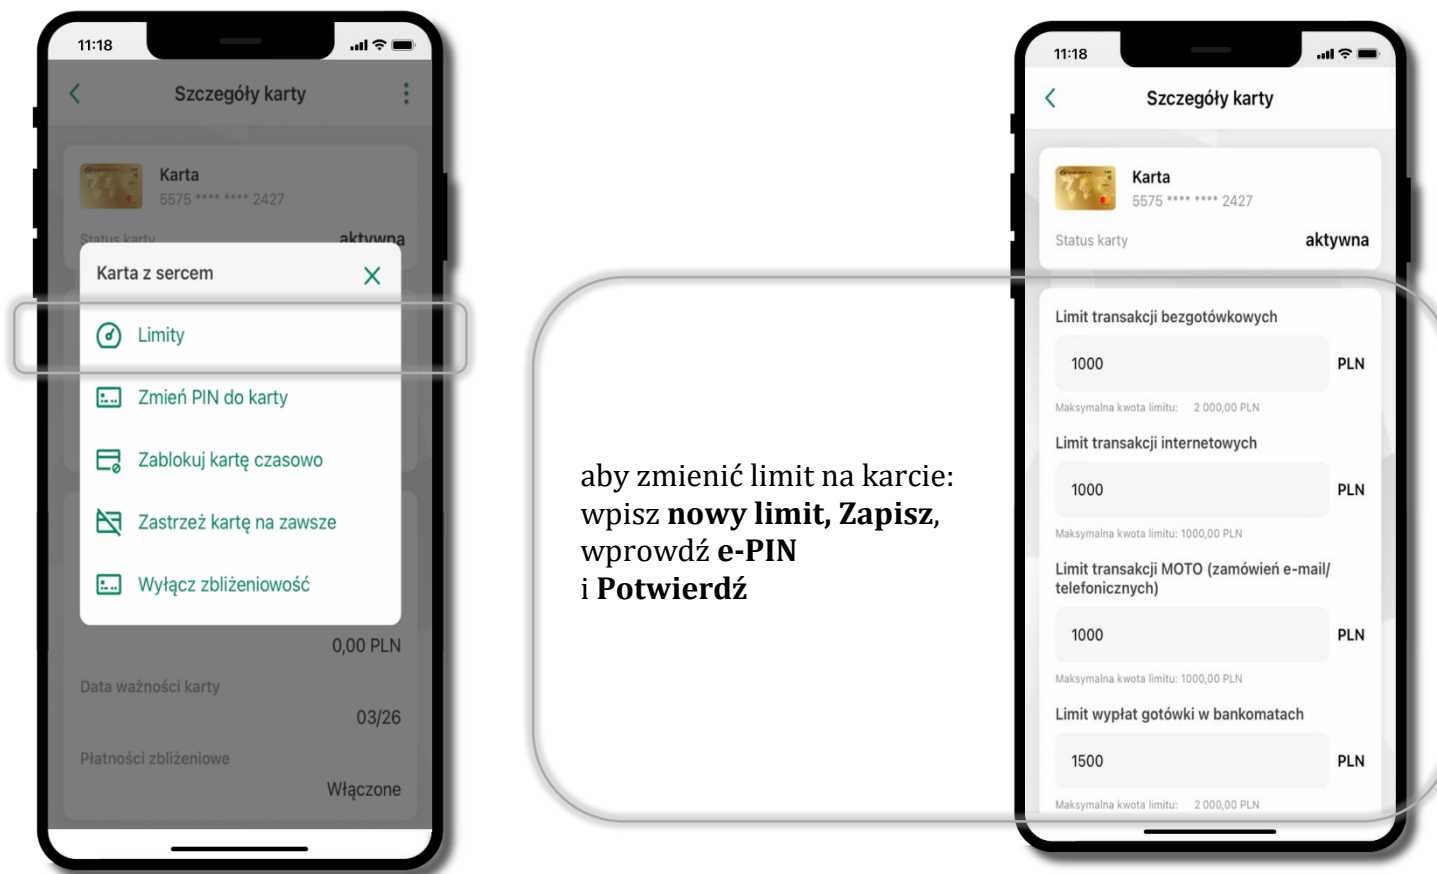 11:18
Szczegóły karty
Karta
5575 **** **** 2427
Status karty
aktywna
Karta z sercem
Limity
Zmień PIN do karty
Zablokuj kartę czasowo
Zastrzeż kartę na zawsze
Wyłącz zbliżeniowość
0,00 PLN
Data ważności karty
03/26
Płatności zbliżeniowe
Włączone
aby zmienić limit na karcie:
wpisz nowy limit, Zapisz,
wprowdź e-PIN
i Potwierdź
11:18
Szczegóły karty
Karta
5575 **** **** 2427
Status karty
aktywna
Limit transakcji bezgotówkowych
1000 PLN
Maksymalna kwota limitu: 2 000,00 PLN
Limit transakcji internetowych
1000 PLN
Maksymalna kwota limitu: 1000,00 PLN
Limit transakcji MOTO (zamówień e-mail/
telefonicznych)
1000 PLN
Maksymalna kwota limitu: 1000,00 PLN
Limit wypłat gotówki w bankomatach
1500 PLN
Maksymalna kwota limitu: 2 000,00 PLN